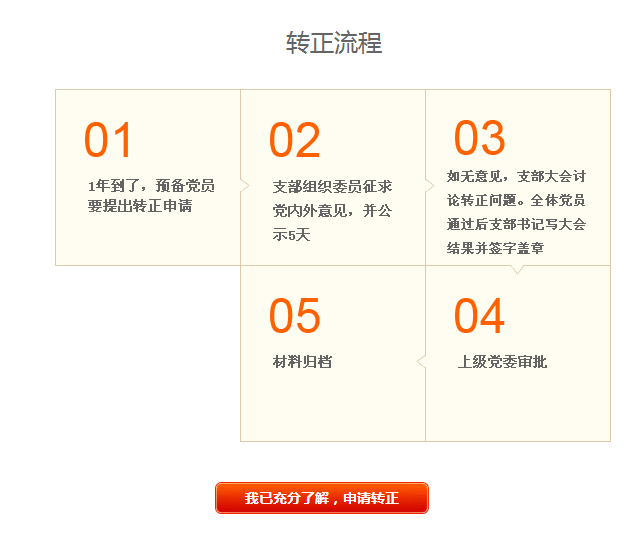 转正流程
01
1年到了，预备党员
要提出转正申请
02
支部组织委员征求
党内外意见，并公
示5天
03
如无意见，支部大会讨
论转正问题。全体党员
通过后支部书记写大会
结果并签字盖章
05
材料归档
04
上级党委审批
我已充分了解，申请转正